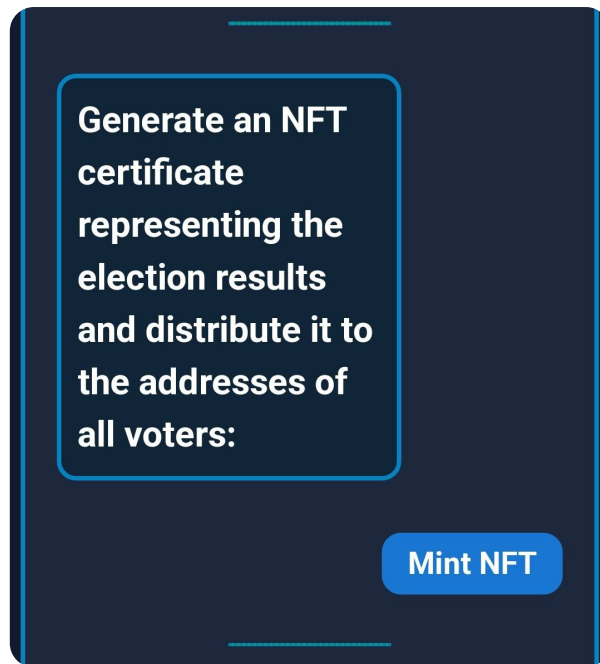 Generate an NFT
certificate
representing the
election results
and distribute it to
the addresses of
all voters:
Mint NFT